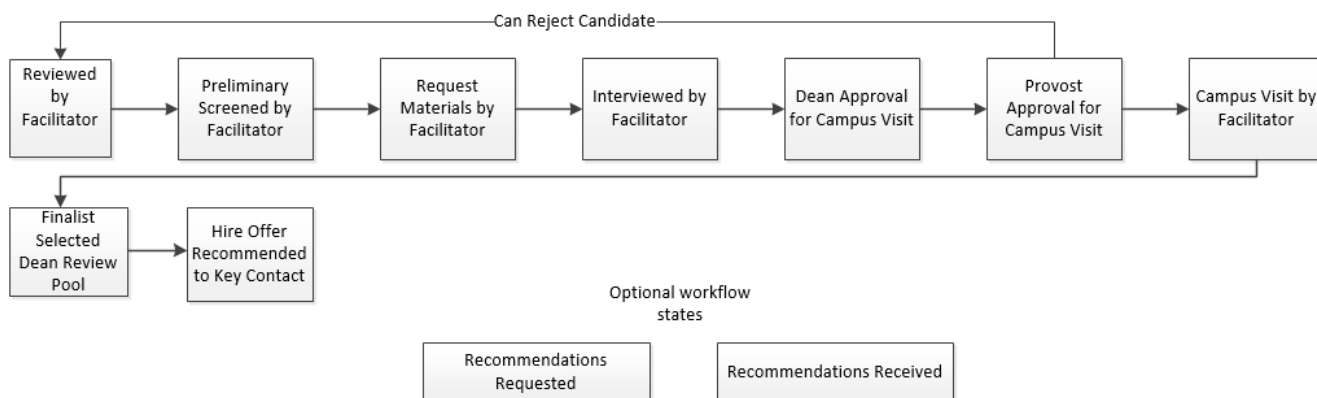 Can Reject Candidate
Reviewed
by
Facilitator
Preliminary
Screened by
Facilitator
Request
Materials by
Facilitator
Interviewed by
Facilitator
Dean Approval
for Campus Visit
Provost
Approval for
Campus Visit
Campus Visit by
Facilitator
Finalist
Selected
Dean Review
Pool
Hire Offer
Recommended
to Key Contact
Optional workflow
states
Recommendations
Requested
Recommendations Received